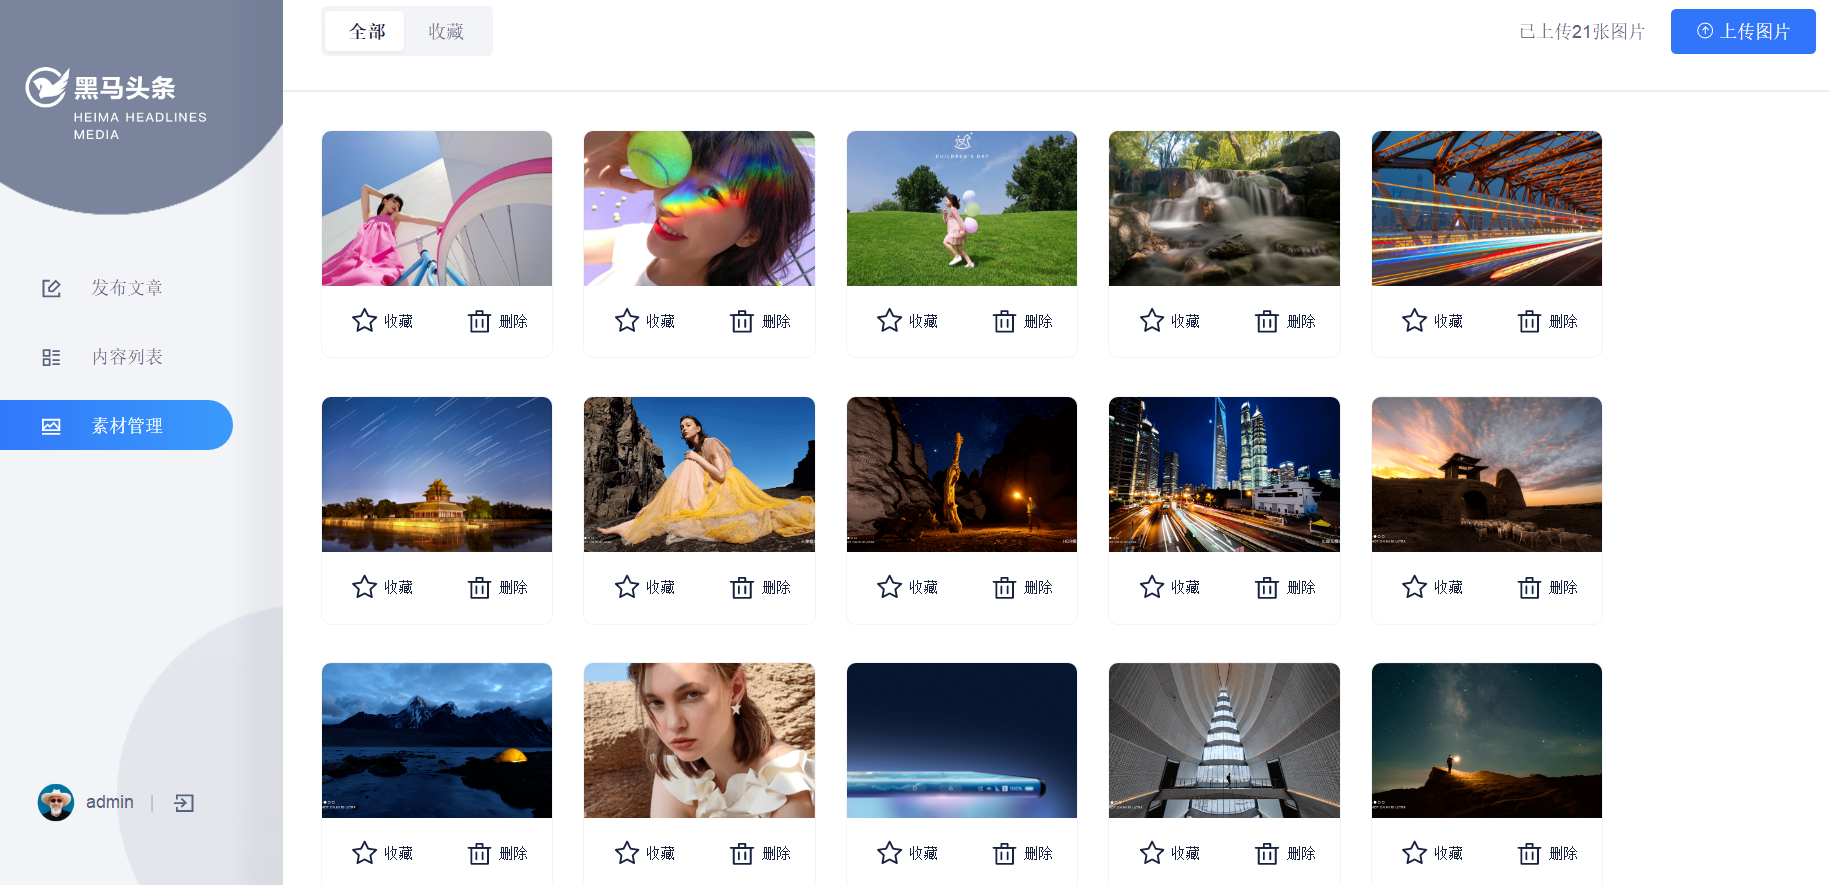 黑马头条
HEIMA HEADLINES
MEDIA
发布文章
内容列表
素材管理
admin
全部 收藏
已上传21张图片
上传图片
CHILDREN'S DAY
收藏 删除 收藏 删除 收藏 删除 收藏 删除 收藏 删除
收藏 删除 收藏 删除 收藏 删除 收藏 删除 收藏 删除
100%
收藏 删除 收藏 删除 收藏 删除 收藏 删除 收藏 删除